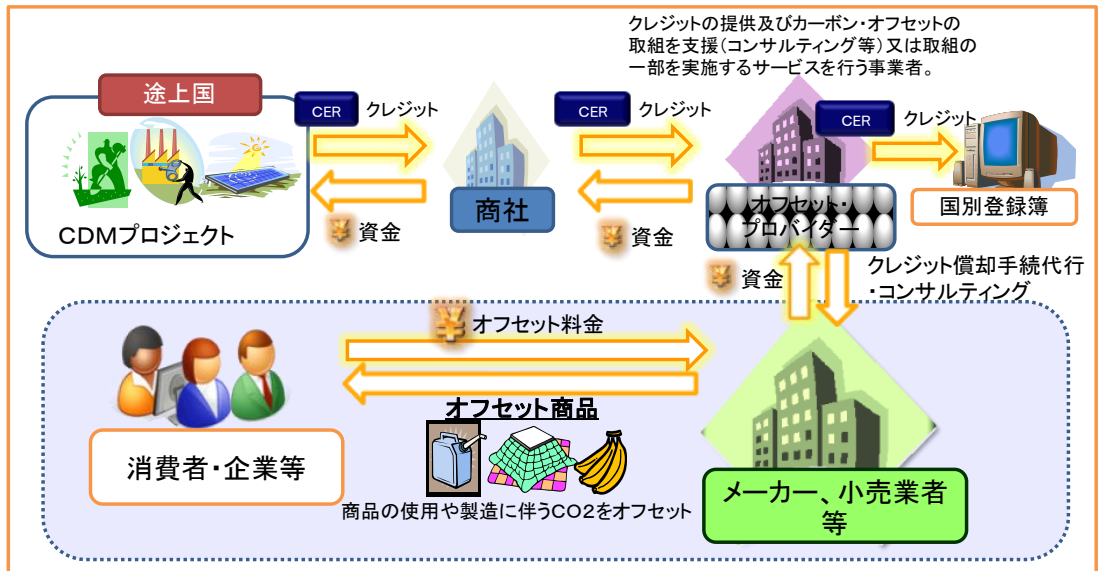 クレジットの提供及びカーボン・オフセットの
取組を支援(コンサルティング等)又は取組の
一部を実施するサービスを行う事業者。
途上国
CER
クレジット
CER
クレジット
CER
クレジット
CDMプロジェクト
商社
オフセット・
プロバイダー
国別登録簿
¥ 資金
¥ 資金
¥ 資金
クレジット償却手続代行
・コンサルティング
¥ オフセット料金
オフセット商品
消費者・企業等
商品の使用や製造に伴うCO2をオフセット
メーカー、小売業者
等